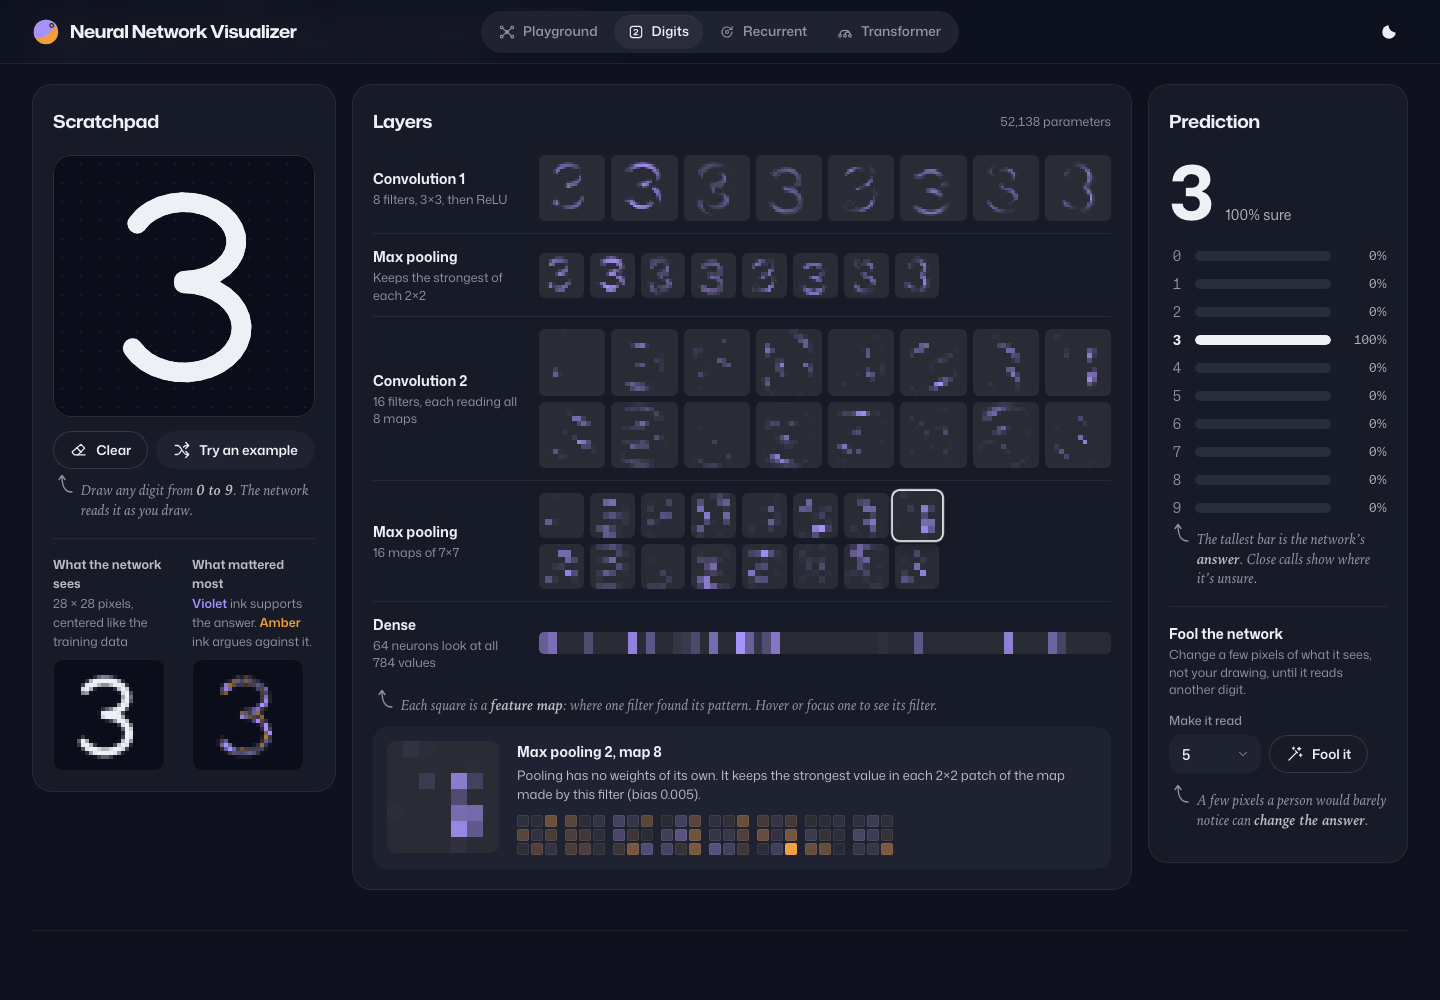 Neural Network Visualizer
Playground
2
Digits
Recurrent
Transformer
Scratchpad
3
Clear
Try an example
Draw any digit from 0 to 9. The network
reads it as you draw.
What the network
sees
28 × 28 pixels,
centered like the
training data
What mattered
most
Violet ink supports
the answer. Amber
ink argues against it.
Layers
52,138 parameters
Convolution 1
8 filters, 3×3, then ReLU
Max pooling
Keeps the strongest of
each 2×2
Convolution 2
16 filters, each reading all
8 maps
Max pooling
16 maps of 7×7
Dense
64 neurons look at all
784 values
Each square is a feature map: where one filter found its pattern. Hover or focus one to see its filter.
Max pooling 2, map 8
Pooling has no weights of its own. It keeps the strongest value in each 2×2 patch of the map
made by this filter (bias 0.005).
Prediction
3
100% sure
0 0%
1 0%
2 0%
3 100%
4 0%
5 0%
6 0%
7 0%
8 0%
9 0%
The tallest bar is the network's
answer. Close calls show where
it's unsure.
Fool the network
Change a few pixels of what it sees,
not your drawing, until it reads
another digit.
Make it read
5
Fool it
A few pixels a person would barely
notice can change the answer.